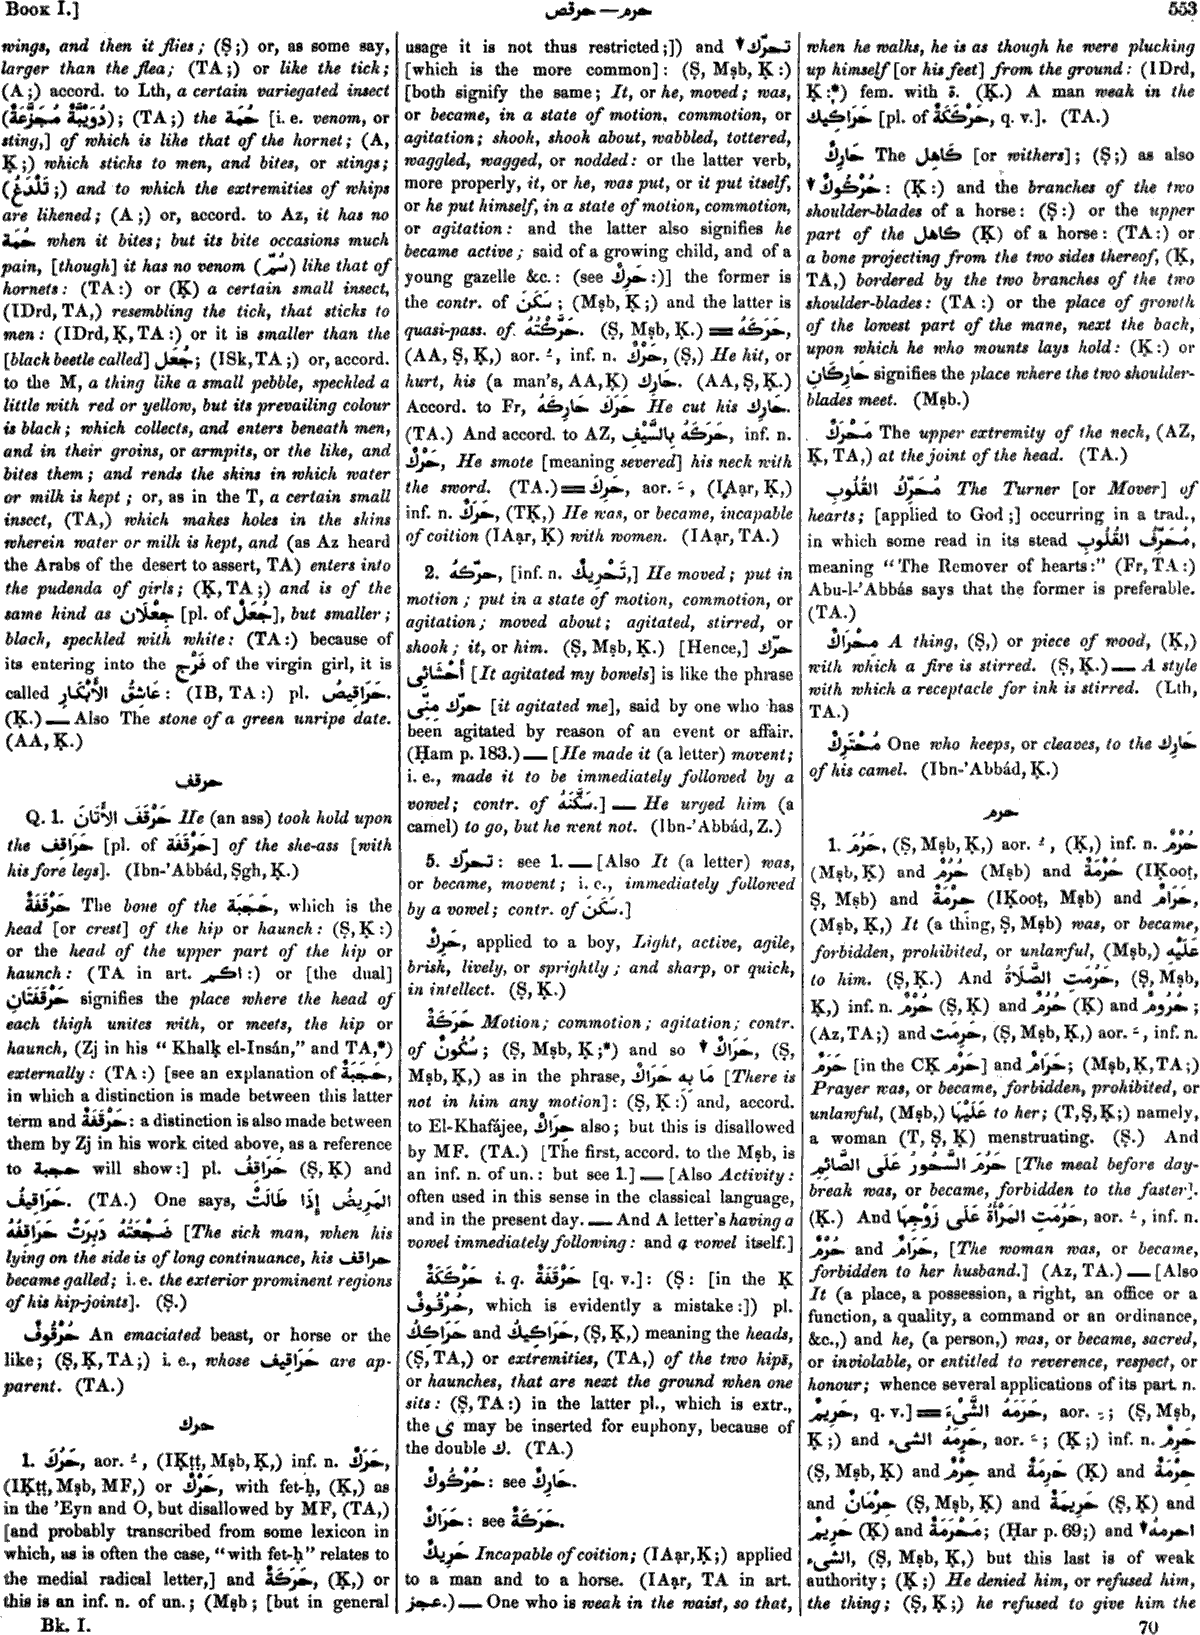 BOOK I.]
حرم — حرقص
553
wings, and then it flies; (Ṣ;) or, as some say,
larger than the flea; (TA;) or like the tick;
(A;) accord. to Lth, a certain variegated insect
(دُوَيْبَّةٌ مُجَزَّعَةٌ); (TA;) the حُمَة [i. e. venom, or
sting,] of which is like that of the hornet; (A,
Ḳ;) which sticks to men, and bites, or stings;
(تَلْدَغُ;) and to which the extremities of whips
are likened; (A;) or, accord. to Az, it has no
حُمَة when it bites; but its bite occasions much
pain, [though] it has no venom (سُمّ) like that of
hornets: (TA:) or (Ḳ) a certain small insect,
(IDrd, TA,) resembling the tick, that sticks to
men: (IDrd, Ḳ, TA:) or it is smaller than the
[black beetle called] جُعَل; (ISk, TA;) or, accord.
to the M, a thing like a small pebble, speckled a
little with red or yellow, but its prevailing colour
is black; which collects, and enters beneath men,
and in their groins, or armpits, or the like, and
bites them; and rends the skins in which water
or milk is kept; or, as in the T, a certain small
insect, (TA,) which makes holes in the skins
wherein water or milk is kept, and (as Az heard
the Arabs of the desert to assert, TA) enters into
the pudenda of girls; (Ḳ, TA;) and is of the
same kind as جِعْلَان [pl. of جُعَلٌ], but smaller;
black, speckled with white: (TA:) because of
its entering into the فَرْج of the virgin girl, it is
called عَاشِقُ الأَبْكَارِ: (IB, TA:) pl. حَرَاقِيصُ.
(Ḳ.) — Also The stone of a green unripe date.
(AA, Ḳ.)
حرقف
Q. 1. حَرْقَفَ الأَتَانَ He (an ass) took hold upon
the حَرَاقِف [pl. of حَرْقَفَة] of the she-ass [with
his fore legs]. (Ibn-'Abbád, Ṣgh, Ḳ.)
حَرْقَفَةٌ The bone of the حَجَبَة, which is the
head [or crest] of the hip or haunch: (Ṣ, Ḳ:)
or the head of the upper part of the hip or
haunch: (TA in art. اكم:) or [the dual]
حَرْقَفَتَانِ signifies the place where the head of
each thigh unites with, or meets, the hip or
haunch, (Zj in his "Khalḳ el-Insán," and TA,*)
externally: (TA:) [see an explanation of حَجَبَةٌ,
in which a distinction is made between this latter
term and حَرْقَفَةٌ: a distinction is also made between
them by Zj in his work cited above, as a reference
to حجبة will show:] pl. حَرَاقِفُ (Ṣ, Ḳ) and
حَرَاقِيفُ. (TA.) One says, المَرِيضُ إِذَا طَالَتْ
ضَجْعَتُهُ دَبِرَتْ حَرَاقِفُهُ [The sick man, when his
lying on the side is of long continuance, his حراقف
became galled; i. e. the exterior prominent regions
of his hip-joints]. (Ṣ.)
حُرْقُوفٌ An emaciated beast, or horse or the
like; (Ṣ, Ḳ, TA;) i. e., whose حَرَاقِيف are ap-
parent. (TA.)
حرك
1. حَرُكَ, aor. ـُ, (IḲṭṭ, Mṣb, Ḳ,) inf. n. حَرَكٌ,
(IḲṭṭ, Mṣb, MF,) or حَرْكٌ, with fet-ḥ, (Ḳ,) as
in the 'Eyn and O, but disallowed by MF, (TA,)
[and probably transcribed from some lexicon in
which, as is often the case, "with fet-ḥ" relates to
the medial radical letter,] and حَرَكَةٌ, (Ḳ,) or
this is an inf. n. of un.; (Mṣb; [but in general
usage it is not thus restricted;]) and ▼ تحرّك
[which is the more common]: (Ṣ, Mṣb, Ḳ:)
[both signify the same; It, or he, moved; was,
or became, in a state of motion, commotion, or
agitation; shook, shook about, wabbled, tottered,
waggled, wagged, or nodded: or the latter verb,
more properly, it, or he, was put, or it put itself,
or he put himself, in a state of motion, commotion,
or agitation: and the latter also signifies he
became active; said of a growing child, and of a
young gazelle &c.: (see حَرِكٌ:)] the former is
the contr. of سَكَنَ; (Mṣb, Ḳ;) and the latter is
quasi-pass. of حَرَّكْتُهُ. (Ṣ, Mṣb, Ḳ.) = حَرَكَهُ,
(AA, Ṣ, Ḳ,) aor. ـُ, inf. n. حَرْكٌ, (Ṣ,) He hit, or
hurt, his (a man's, AA, Ḳ) حَارِك. (AA, Ṣ, Ḳ.)
Accord. to Fr, حَرَكَ حَارِكَهُ He cut his حَارِك.
(TA.) And accord. to AZ, حَرَكَهُ بِالسَّيْفِ, inf. n.
حَرْكٌ, He smote [meaning severed] his neck with
the sword. (TA.) = حَرِكَ, aor. ـَ, (IAạr, Ḳ,)
inf. n. حَرَكٌ, (TḲ,) He was, or became, incapable
of coition (IAạr, Ḳ) with women. (IAạr, TA.)
2. حرّكهُ, [inf. n. تَحْرِيكٌ,] He moved; put in
motion; put in a state of motion, commotion, or
agitation; moved about; agitated, stirred, or
shook; it, or him. (Ṣ, Mṣb, Ḳ.) [Hence,] حرّك
أَحْشَائِى [It agitated my bowels] is like the phrase
حرّك مِنِّى [it agitated me], said by one who has
been agitated by reason of an event or affair.
(Ḥam p. 183.) — [He made it (a letter) movent;
i. e., made it to be immediately followed by a
vowel; contr. of سَكَّنَهُ.] — He urged him (a
camel) to go, but he went not. (Ibn-'Abbád, Z.)
5. تحرّك: see 1. — [Also It (a letter) was,
or became, movent; i. e., immediately followed
by a vowel; contr. of سَكَنَ.]
حَرِكٌ, applied to a boy, Light, active, agile,
brisk, lively, or sprightly; and sharp, or quick,
in intellect. (Ṣ, Ḳ.)
حَرَكَةٌ Motion; commotion; agitation; contr.
of سُكُونٌ; (Ṣ, Mṣb, Ḳ;*) and so ▼ حَرَاكٌ, (Ṣ,
Mṣb, Ḳ,) as in the phrase, مَا بِهِ حَرَاكٌ [There is
not in him any motion]: (Ṣ, Ḳ:) and, accord.
to El-Khafájee, حِرَاكٌ also; but this is disallowed
by MF. (TA.) [The first, accord. to the Mṣb, is
an inf. n. of un.: but see 1.] — [Also Activity:
often used in this sense in the classical language,
and in the present day. — And A letter's having a
vowel immediately following: and a vowel itself.]
حَرْكَكَةٌ i. q. حَرْقَفَةٌ [q. v.]: (Ṣ: [in the Ḳ
حُرْقُوفٌ, which is evidently a mistake:]) pl.
حَرَاكِكُ and حَرَاكِيكُ, (Ṣ, Ḳ,) meaning the heads,
(Ṣ, TA,) or extremities, (TA,) of the two hips,
or haunches, that are next the ground when one
sits: (Ṣ, TA:) in the latter pl., which is extr.,
the ى may be inserted for euphony, because of
the double ك. (TA.)
حُرْكُوكٌ: see حَارِكٌ.
حَرَاكٌ: see حَرَكَةٌ.
حَرِيكٌ Incapable of coition; (IAạr, Ḳ;) applied
to a man and to a horse. (IAạr, TA in art.
عجز.) — One who is weak in the waist, so that,
when he walks, he is as though he were plucking
up himself [or his feet] from the ground: (IDrd,
Ḳ:*) fem. with ة. (Ḳ.) A man weak in the
حَرَاكِيك [pl. of حَرْكَكَةٌ, q. v.]. (TA.)
حَارِكٌ The كَاهِل [or withers]; (Ṣ;) as also
▼ حُرْكُوكٌ: (Ḳ:) and the branches of the two
shoulder-blades of a horse: (Ṣ:) or the upper
part of the كاهل (Ḳ) of a horse: (TA:) or
a bone projecting from the two sides thereof, (Ḳ,
TA,) bordered by the two branches of the two
shoulder-blades: (TA:) or the place of growth
of the lowest part of the mane, next the back,
upon which he who mounts lays hold: (Ḳ:) or
حَارِكَانِ signifies the place where the two shoulder-
blades meet. (Mṣb.)
مَحْرَكٌ The upper extremity of the neck, (AZ,
Ḳ, TA,) at the joint of the head. (TA.)
مُحَرِّكُ القُلُوبِ The Turner [or Mover] of
hearts; [applied to God;] occurring in a trad.,
in which some read in its stead مُحَرِّفُ القُلُوبِ,
meaning "The Remover of hearts:" (Fr, TA:)
Abu-l-'Abbás says that the former is preferable.
(TA.)
مِحْرَاكٌ A thing, (Ṣ,) or piece of wood, (Ḳ,)
with which a fire is stirred. (Ṣ, Ḳ.) — A style
with which a receptacle for ink is stirred. (Lth,
TA.)
مُحْتَرِكٌ One who keeps, or cleaves, to the حَارِك
of his camel. (Ibn-'Abbád, Ḳ.)
حرم
1. حَرُمَ, (Ṣ, Mṣb, Ḳ,) aor. ـُ, (Ḳ,) inf. n. حُرْمٌ
(Mṣb, Ḳ) and حُرُمٌ (Mṣb) and حُرْمَةٌ (IḲooṭ,
Ṣ, Mṣb) and حِرْمَةٌ (IḲooṭ, Mṣb) and حَرَامٌ,
(Mṣb, Ḳ,) It (a thing, Ṣ, Mṣb) was, or became,
forbidden, prohibited, or unlawful, (Mṣb,) عَلَيْهِ
to him. (Ṣ, Ḳ.) And حَرُمَتِ الصَّلَاةُ, (Ṣ, Mṣb,
Ḳ,) inf. n. حُرْمٌ (Ṣ, Ḳ) and حُرُمٌ (Ḳ) and حُرُومٌ;
(Az, TA;) and حَرِمَت, (Ṣ, Mṣb, Ḳ,) aor. ـَ, inf. n.
حَرَمٌ [in the CḲ حَرْم] and حَرَامٌ; (Mṣb, Ḳ, TA;)
Prayer was, or became, forbidden, prohibited, or
unlawful, (Mṣb,) عَلَيْهَا to her; (T, Ṣ, Ḳ;) namely,
a woman (T, Ṣ, Ḳ) menstruating. (Ṣ.) And
حَرُمَ السَّحُورُ عَلَى الصَّائِمِ [The meal before day-
break was, or became, forbidden to the faster].
(Ḳ.) And حَرُمَتِ المَرْأَةُ عَلَى زَوْجِهَا, aor. ـُ, inf. n.
حُرْمٌ and حَرَامٌ, [The woman was, or became,
forbidden to her husband.] (Az, TA.) — [Also
It (a place, a possession, a right, an office or a
function, a quality, a command or an ordinance,
&c.,) and he, (a person,) was, or became, sacred,
or inviolable, or entitled to reverence, respect, or
honour; whence several applications of its part. n.
حَرِيمٌ, q. v.] = حَرَمَهُ الشَّىْءَ, aor. ـِ; (Ṣ, Mṣb,
Ḳ;) and حَرِمَهُ الشىء, aor. ـَ; (Ḳ;) inf. n. حَرِمٌ
(Ṣ, Mṣb, Ḳ) and حِرْمٌ and حَرِمَةٌ (Ḳ) and حِرْمَةٌ
and حِرْمَانٌ (Ṣ, Mṣb, Ḳ) and حَرِيمَةٌ (Ṣ, Ḳ) and
حَرِيمٌ (Ḳ) and مَحْرُمَةٌ; (Ḥar p. 69;) and ▼ احرمهُ
الشىء, (Ṣ, Mṣb, Ḳ,) but this last is of weak
authority; (Ḳ;) He denied him, or refused him,
the thing; (Ṣ, Ḳ;) he refused to give him the
Bk. I.
70